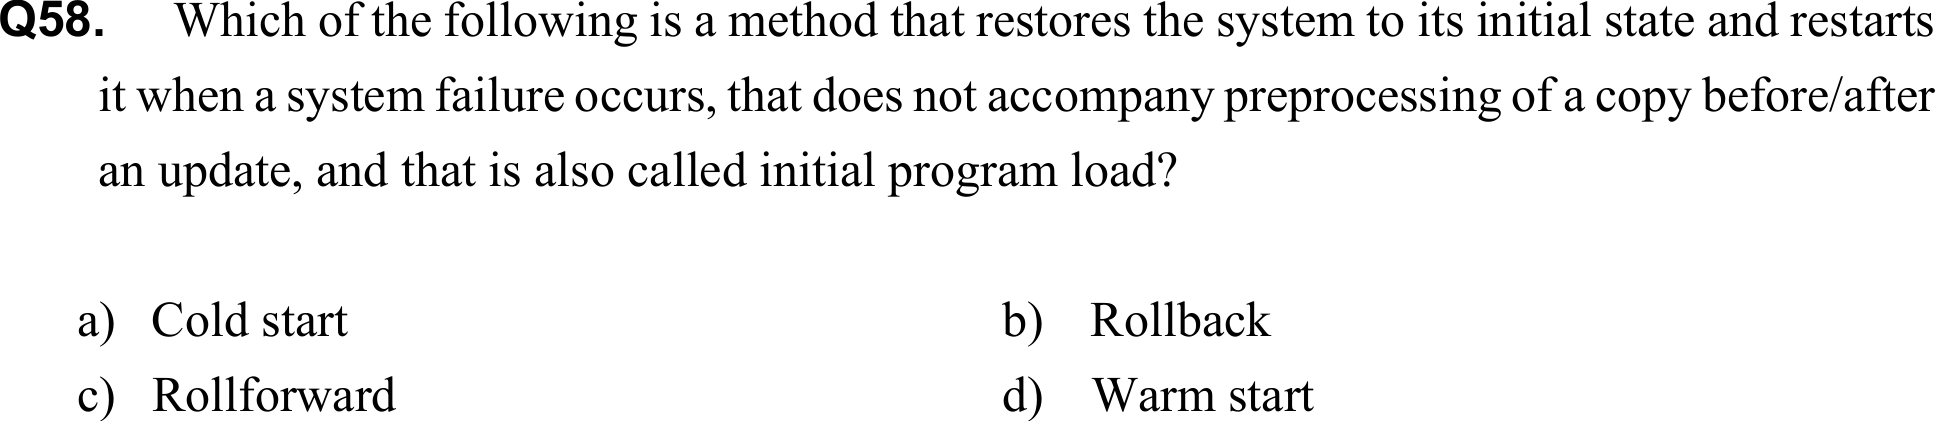 Q58. Which of the following is a method that restores the system to its initial state and restarts
it when a system failure occurs, that does not accompany preprocessing of a copy before/after
an update, and that is also called initial program load?
a) Cold start b) Rollback
c) Rollforward d) Warm start